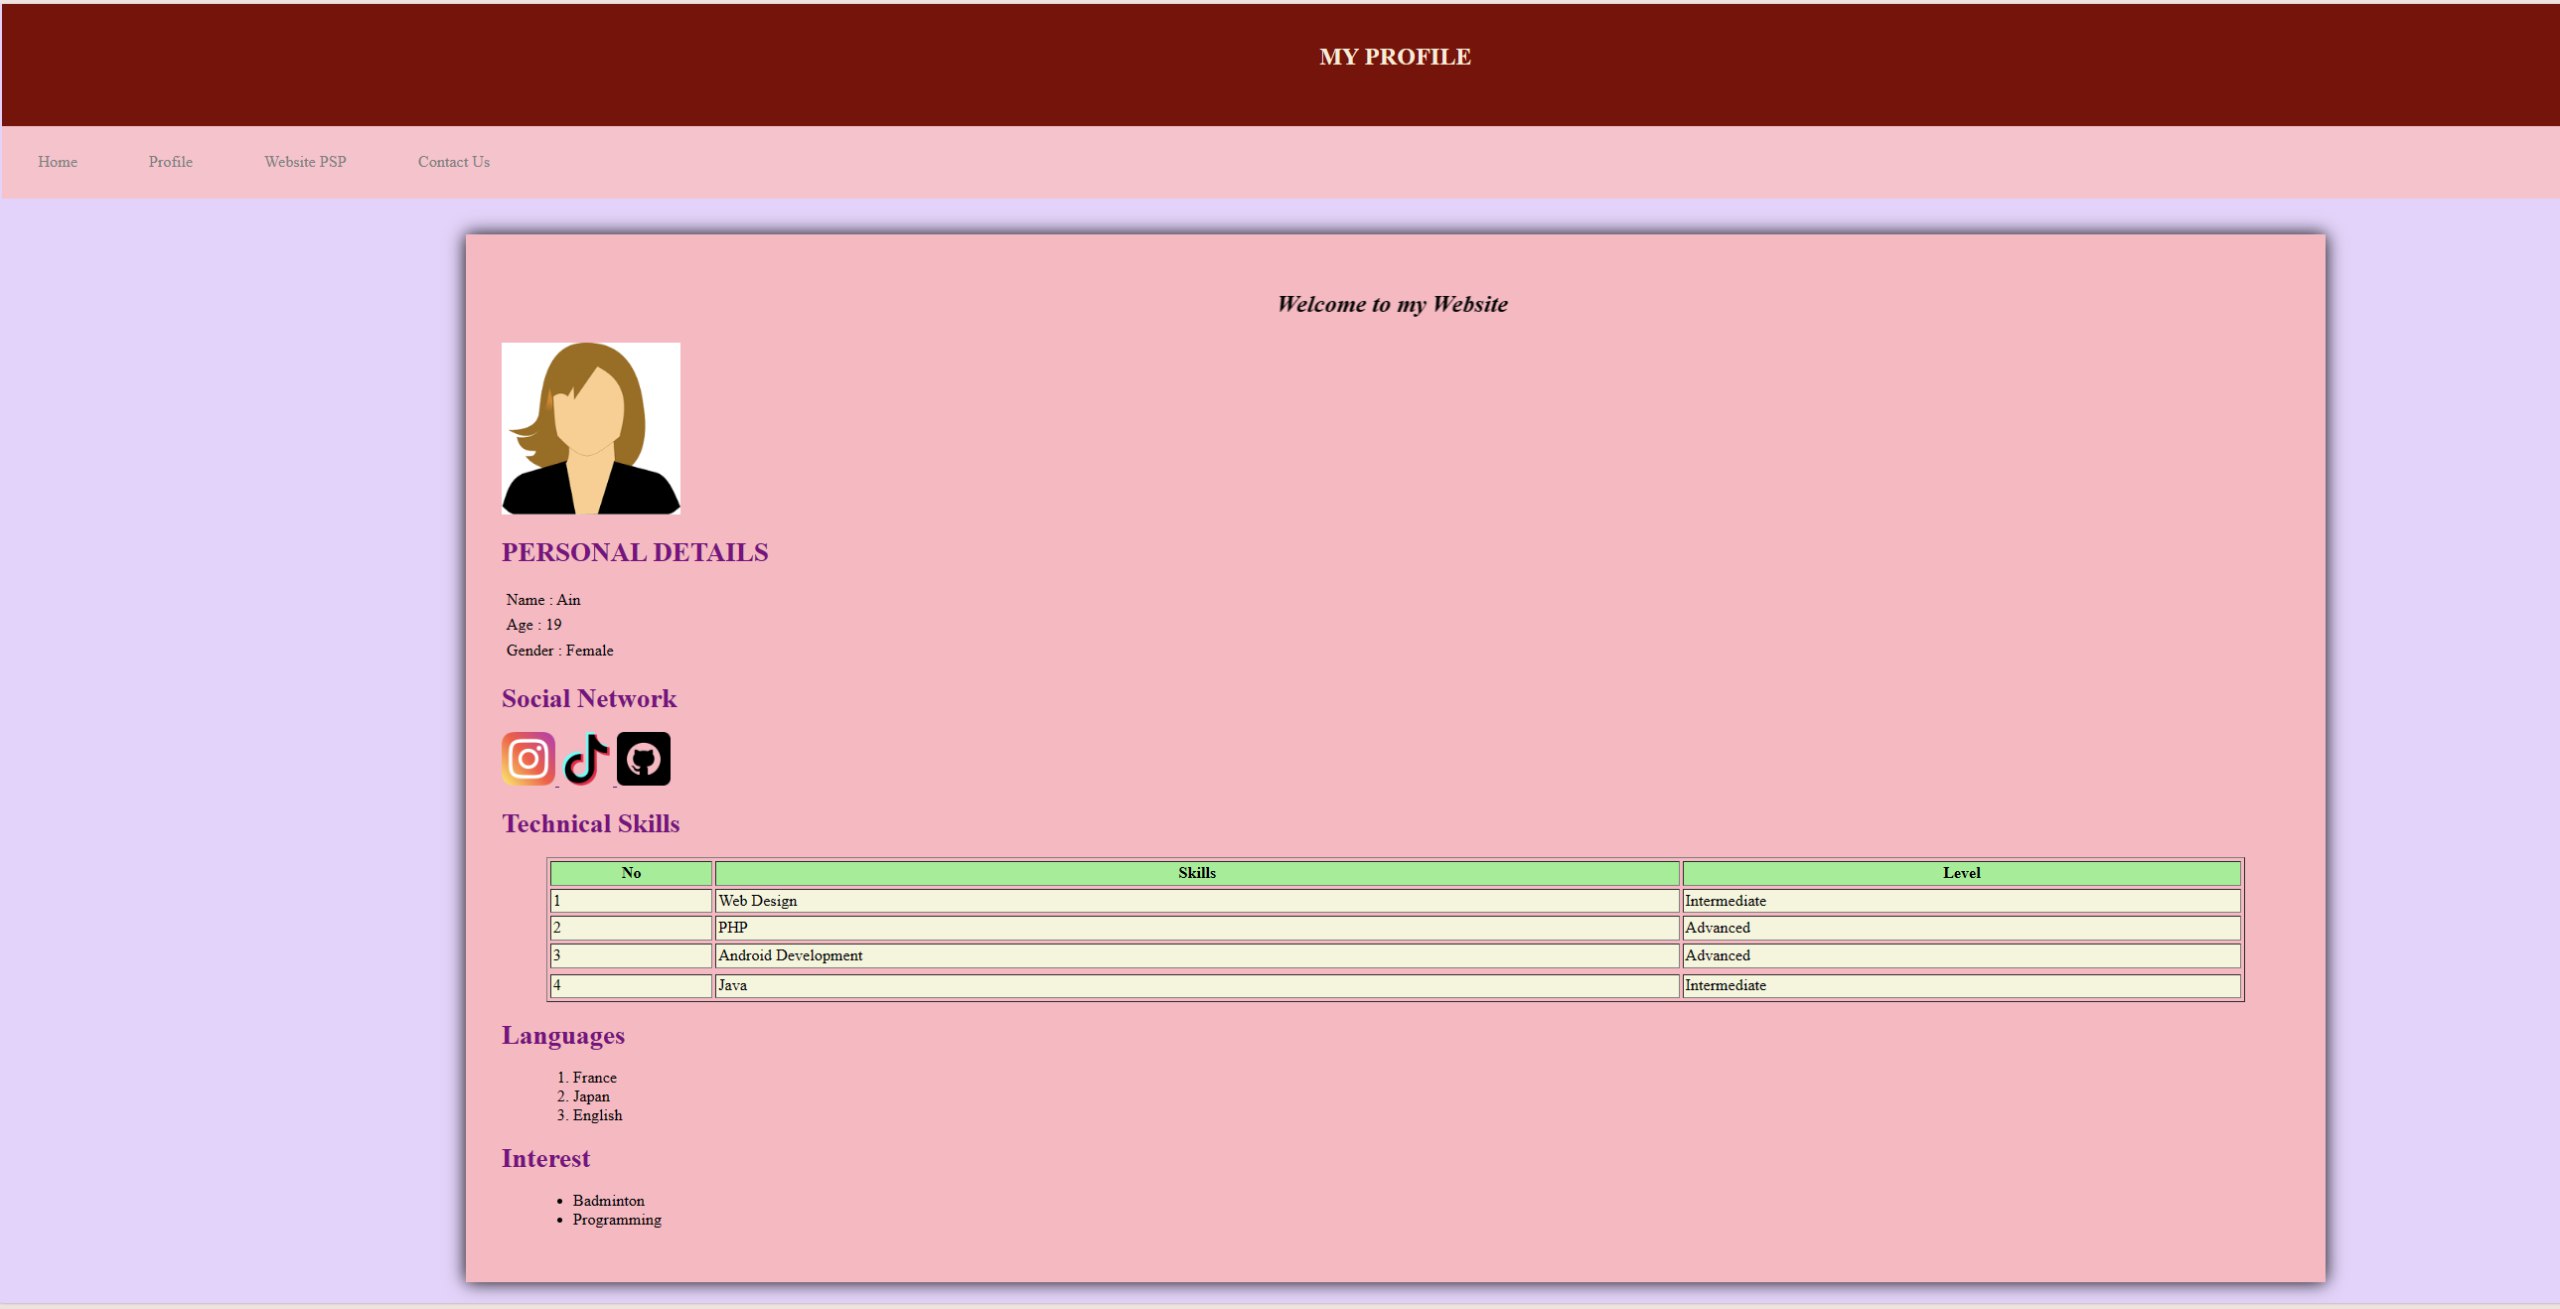 MY PROFILE
Home Profile Website PSP Contact Us
Welcome to my Website
PERSONAL DETAILS
Name : Ain
Age : 19
Gender : Female
Social Network
Technical Skills
No Skills Level
1 Web Design Intermediate
2 PHP Advanced
3 Android Development Advanced
4 Java Intermediate
Languages
1. France
2. Japan
3. English
Interest
• Badminton
• Programming